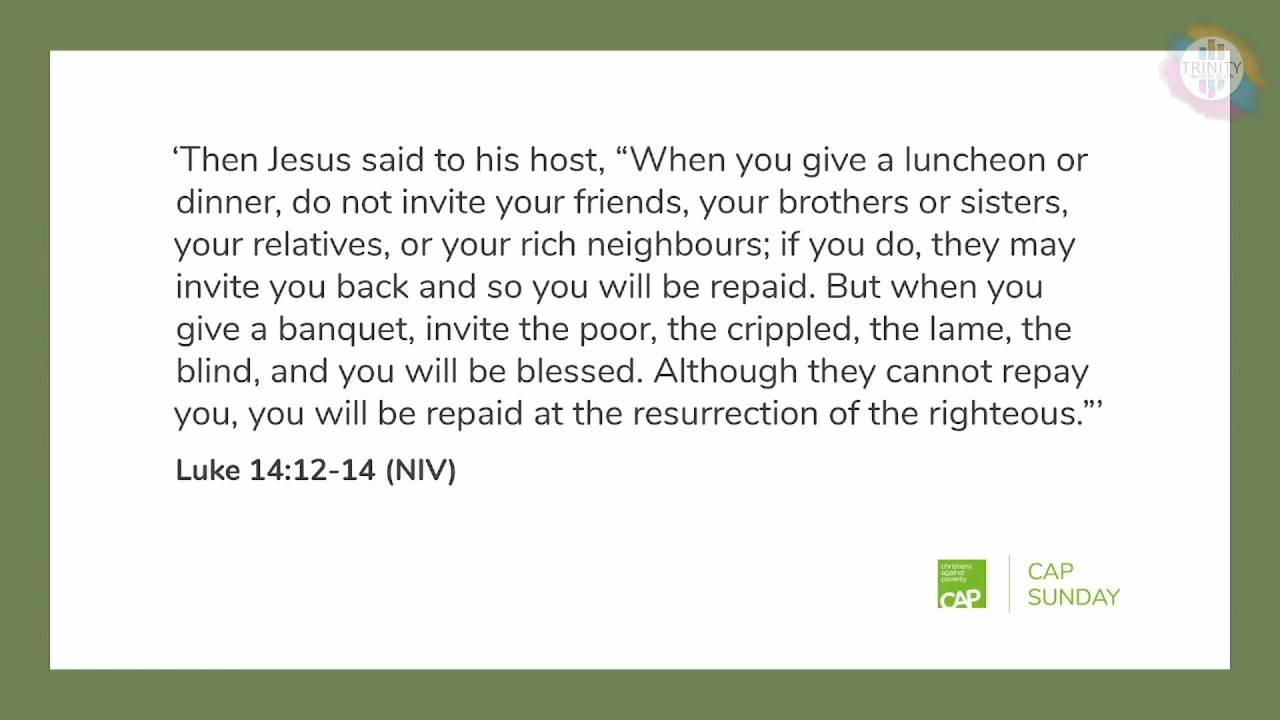 TRINITY
‘Then Jesus said to his host, “When you give a luncheon or
dinner, do not invite your friends, your brothers or sisters,
your relatives, or your rich neighbours; if you do, they may
invite you back and so you will be repaid. But when you
give a banquet, invite the poor, the crippled, the lame, the
blind, and you will be blessed. Although they cannot repay
you, you will be repaid at the resurrection of the righteous.”’
Luke 14:12-14 (NIV)
christians
against
poverty
CAP
CAP
SUNDAY